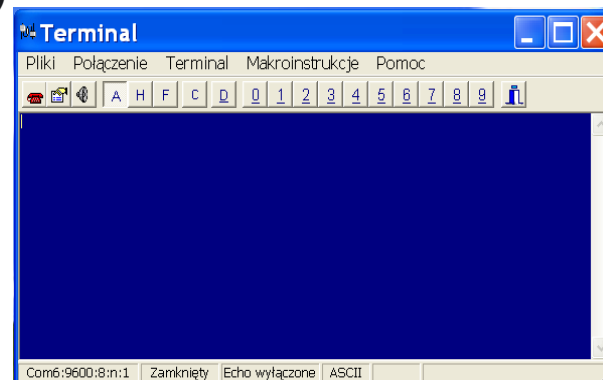 Terminal
Pliki Połączenie Terminal Makroinstrukcje Pomoc
A H F C D 0 1 2 3 4 5 6 7 8 9
Com6:9600:8:n:1 Zamknięty Echo wyłączone ASCII